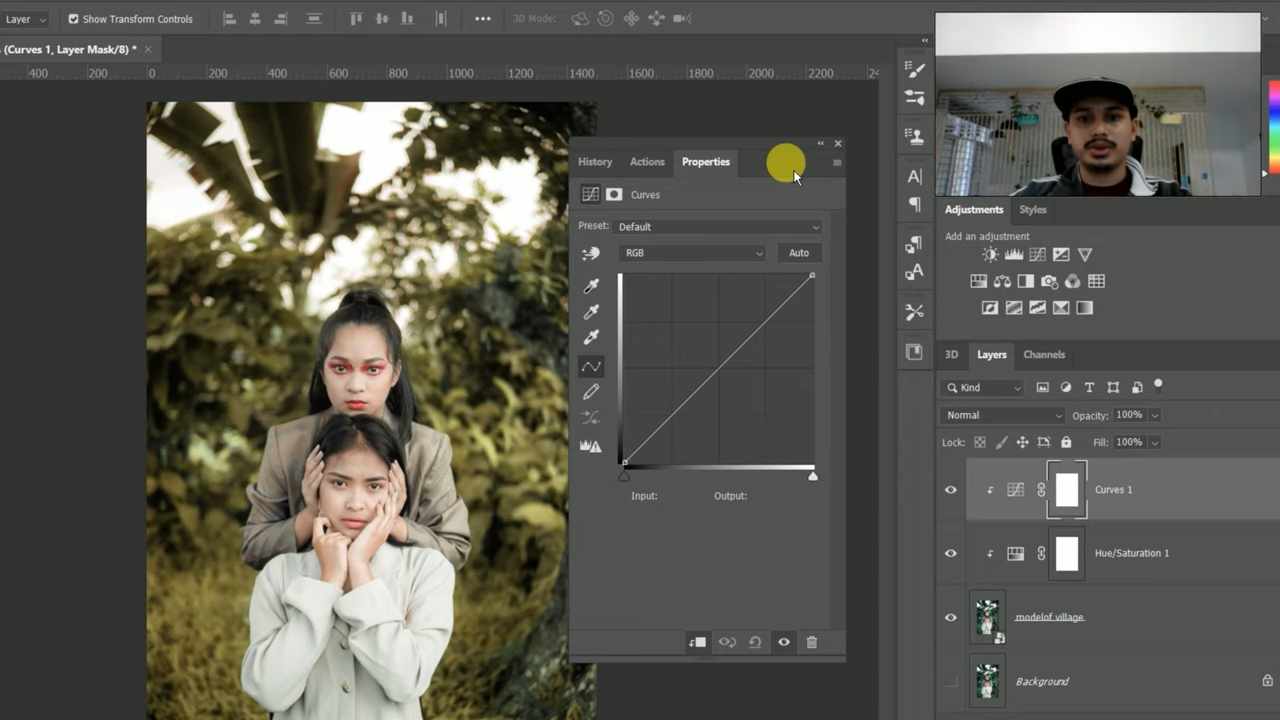 Layer
Show Transform Controls
3D Mode:
(Curves 1, Layer Mask/8) *
400 200 0 200 400 600 800 1000 1200 1400 1600 1800 2000 2200
History Actions Properties
Curves
Preset: Default
RGB Auto
Input: Output:
Adjustments Styles
Add an adjustment
3D Layers Channels
Kind
Normal Opacity: 100%
Lock: Fill: 100%
Curves 1
Hue/Saturation 1
modelof village
Background